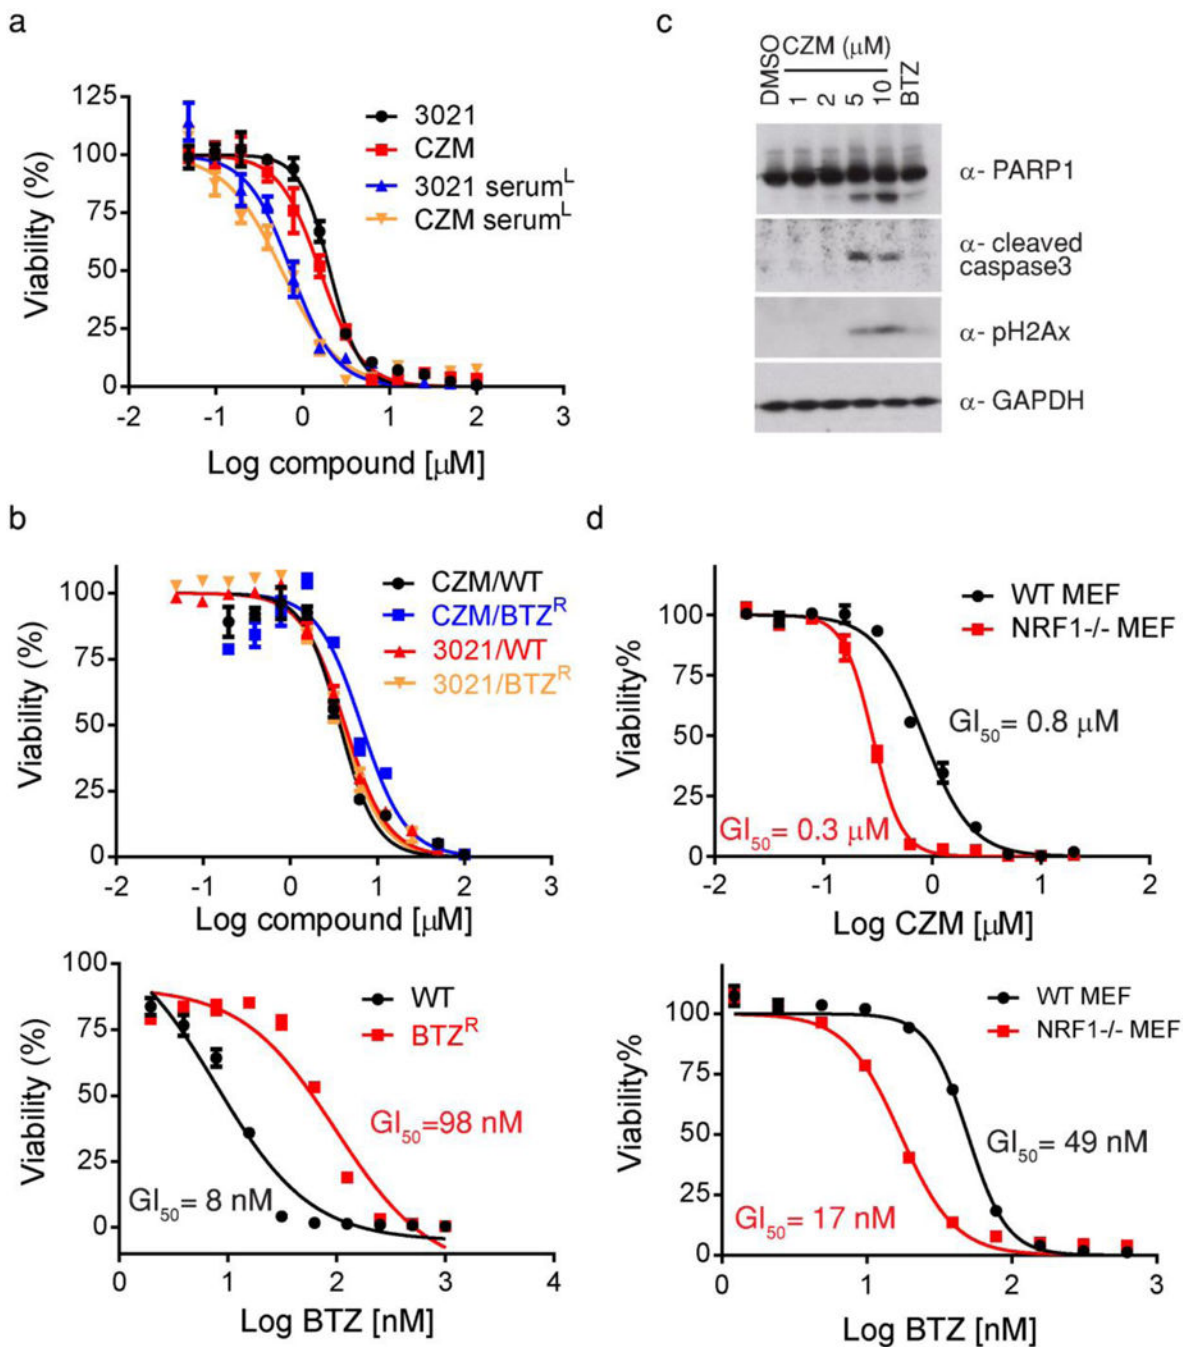 a
125
100
75
50
25
0
-2
-1
0
1
2
3
Viability (%)
Log compound [μM]
3021
CZM
3021 serumᴸ
CZM serumᴸ
c
DMSO
CZM (μM)
1
2
5
10
BTZ
α- PARP1
α- cleaved
caspase3
α- pH2Ax
α- GAPDH
b
100
75
50
25
0
-2
-1
0
1
2
3
Viability (%)
Log compound [μM]
CZM/WT
CZM/BTZᴿ
3021/WT
3021/BTZᴿ
100
75
50
25
0
0
1
2
3
4
Viability (%)
Log BTZ [nM]
WT
BTZᴿ
GI₅₀=98 nM
GI₅₀= 8 nM
d
100
75
50
25
0
-2
-1
0
1
2
Viability%
Log CZM [μM]
WT MEF
NRF1-/- MEF
GI₅₀= 0.8 μM
GI₅₀= 0.3 μM
100
75
50
25
0
0
1
2
3
Viability%
Log BTZ [nM]
WT MEF
NRF1-/- MEF
GI₅₀= 49 nM
GI₅₀= 17 nM